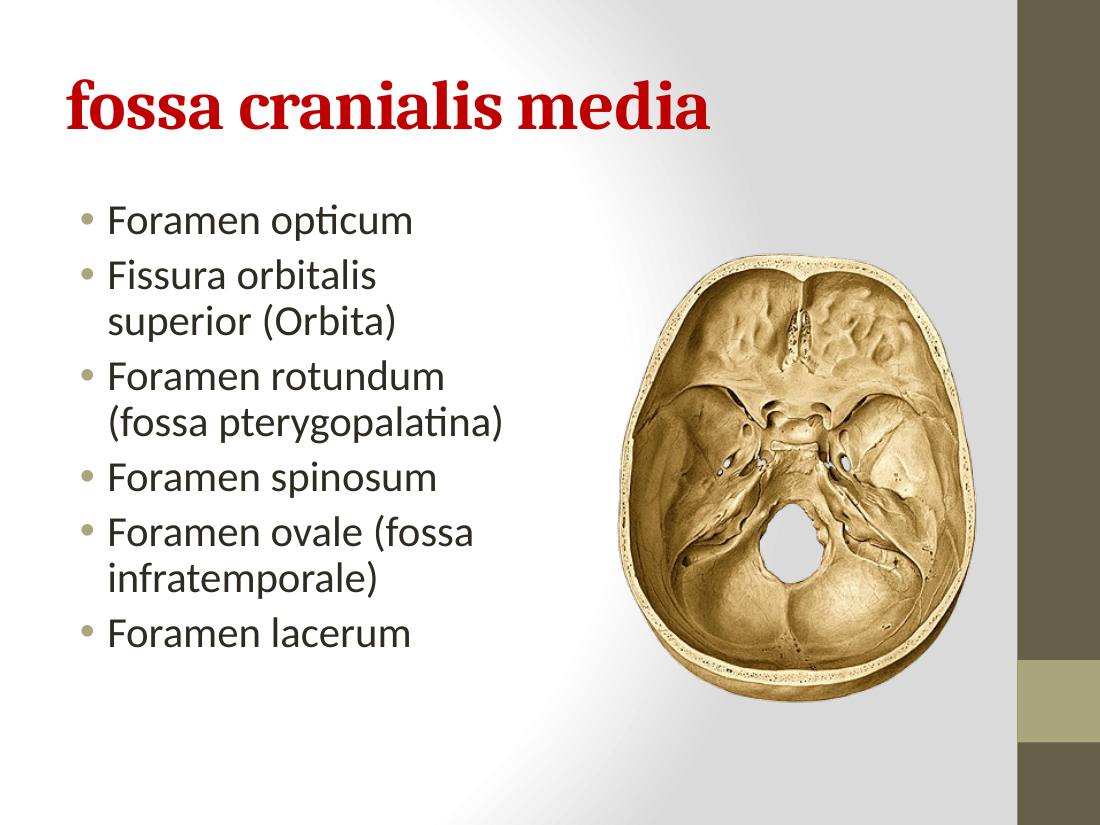 fossa cranialis media
• Foramen opticum
• Fissura orbitalis
superior (Orbita)
• Foramen rotundum
(fossa pterygopalatina)
• Foramen spinosum
• Foramen ovale (fossa
infratemporale)
• Foramen lacerum